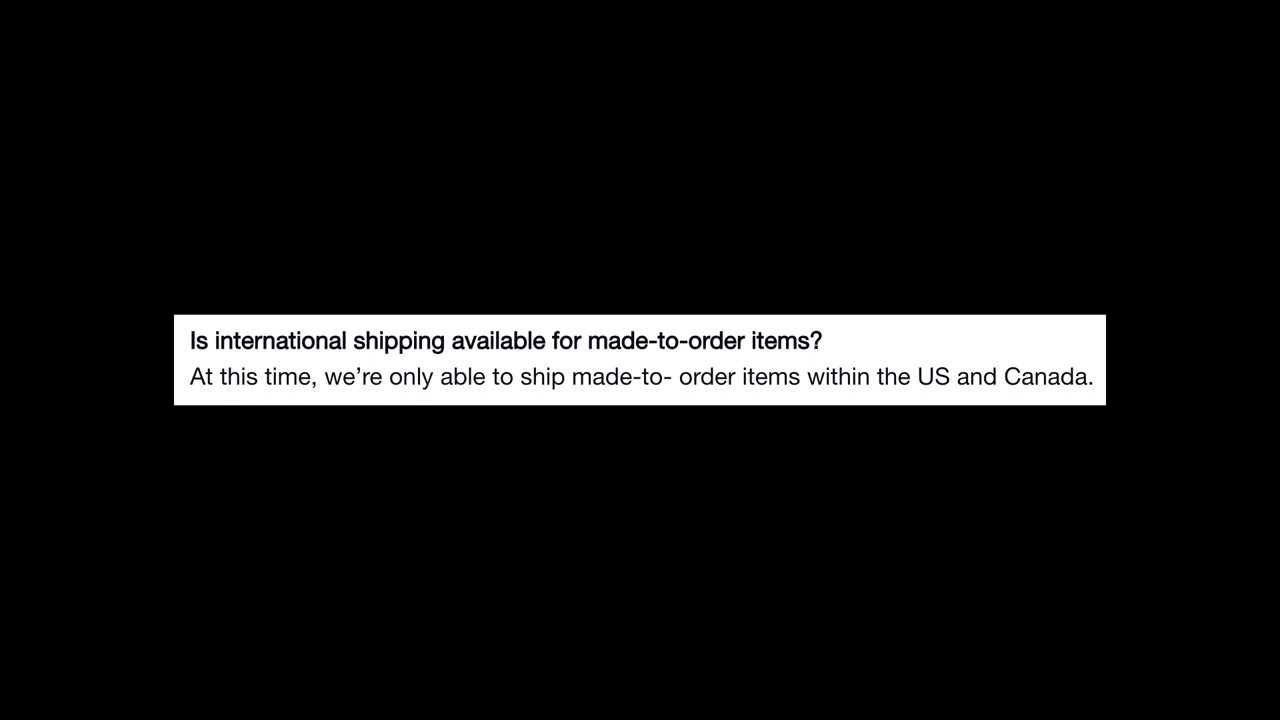 Is international shipping available for made-to-order items?
At this time, we’re only able to ship made-to- order items within the US and Canada.